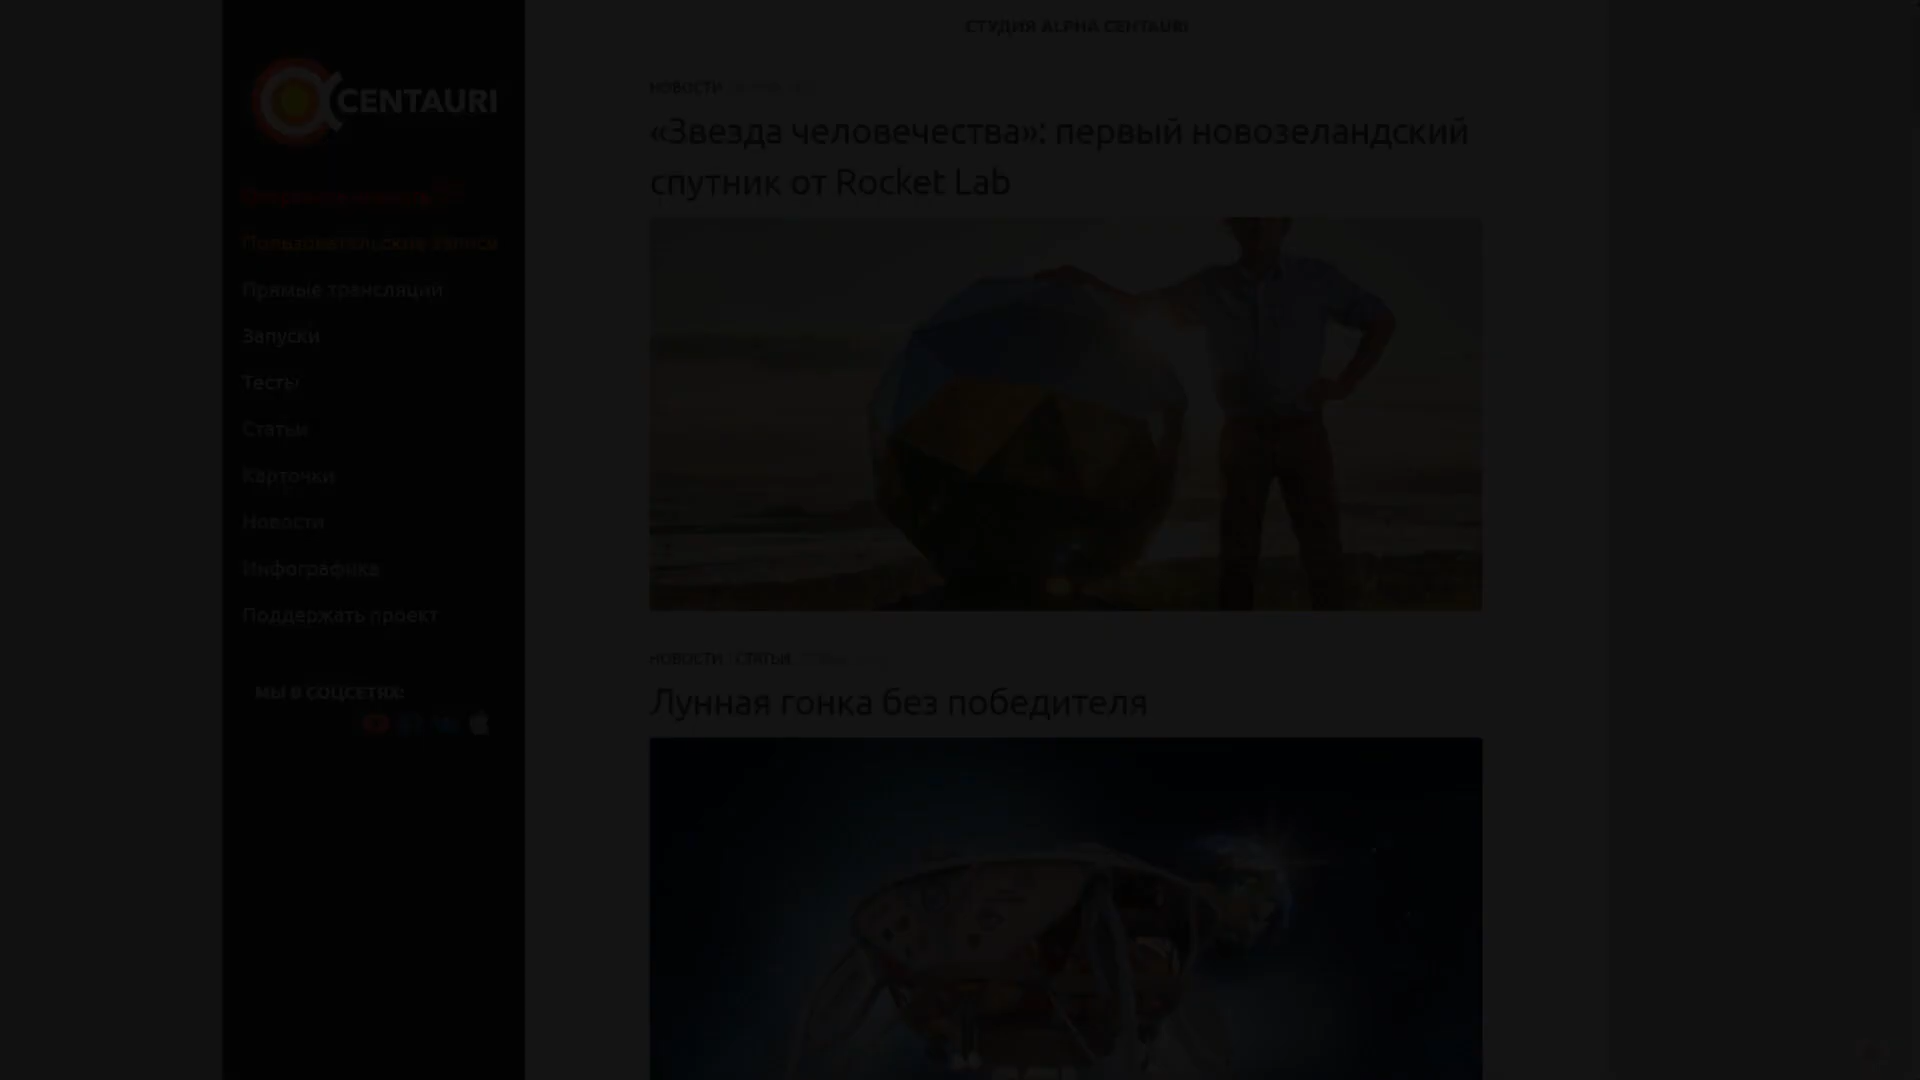 СТУДИЯ ALPHA CENTAURI
CENTAURI
Пользовательские записи
Прямые трансляции
Запуски
Тесты
Статьи
Карточки
Новости
Инфографика
Поддержать проект
МЫ В СОЦСЕТЯХ:
НОВОСТИ
«Звезда человечества»: первый новозеландский
спутник от Rocket Lab
НОВОСТИ СТАТЬИ
Лунная гонка без победителя